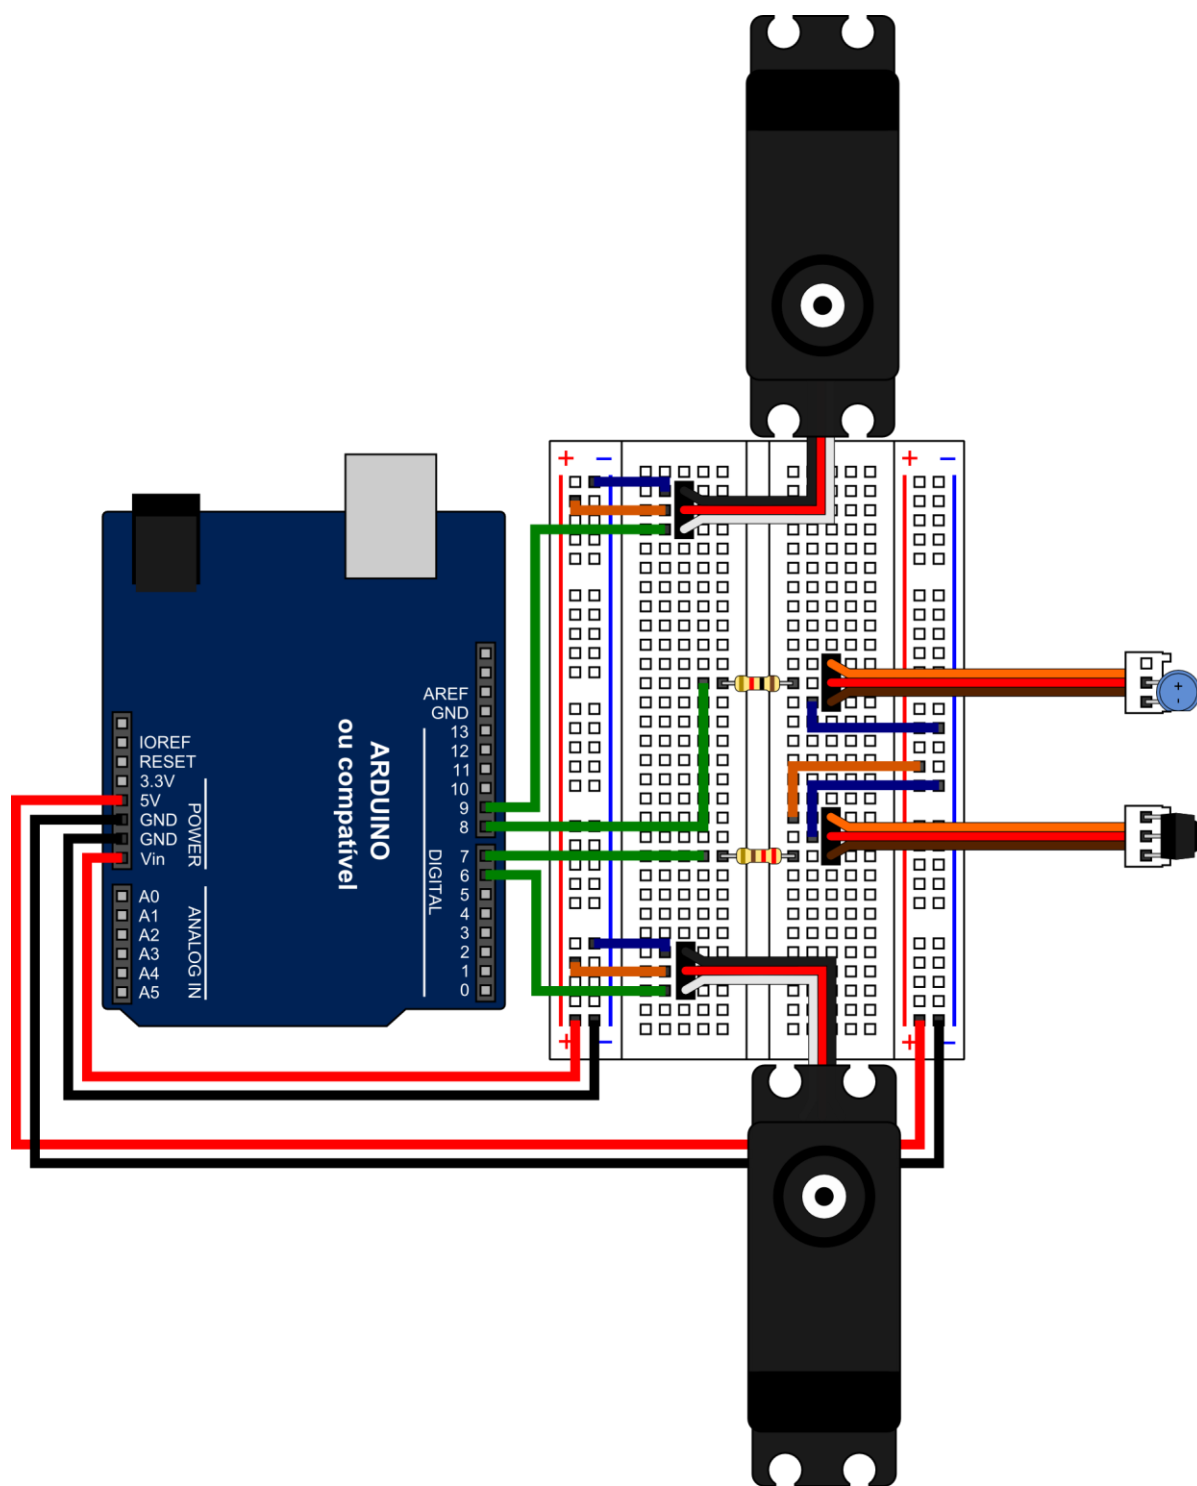 + −
+ −
AREF
GND
13
12
11
10
9
8
7
6
5
4
3
2
1
0
DIGITAL
ARDUINO
ou compatível
IOREF
RESET
3.3V
5V
GND
GND
Vin
POWER
A0
A1
A2
A3
A4
A5
ANALOG IN
+
-
+ −
+ −